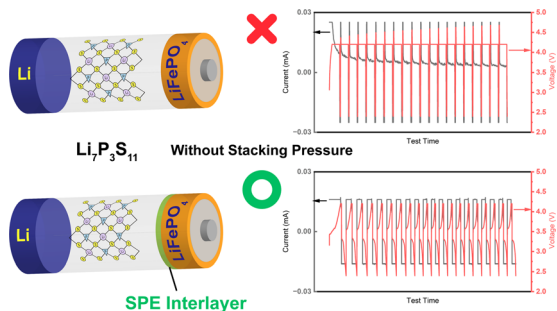 Li
LiFePO4
0.03
0.00
−0.03
Current (mA)
5.0
4.5
4.0
3.5
3.0
2.5
2.0
Voltage (V)
Test Time
Li7P3S11
Without Stacking Pressure
Li
LiFePO4
SPE Interlayer
0.03
0.00
−0.03
Current (mA)
5.0
4.5
4.0
3.5
3.0
2.5
2.0
Voltage (V)
Test Time